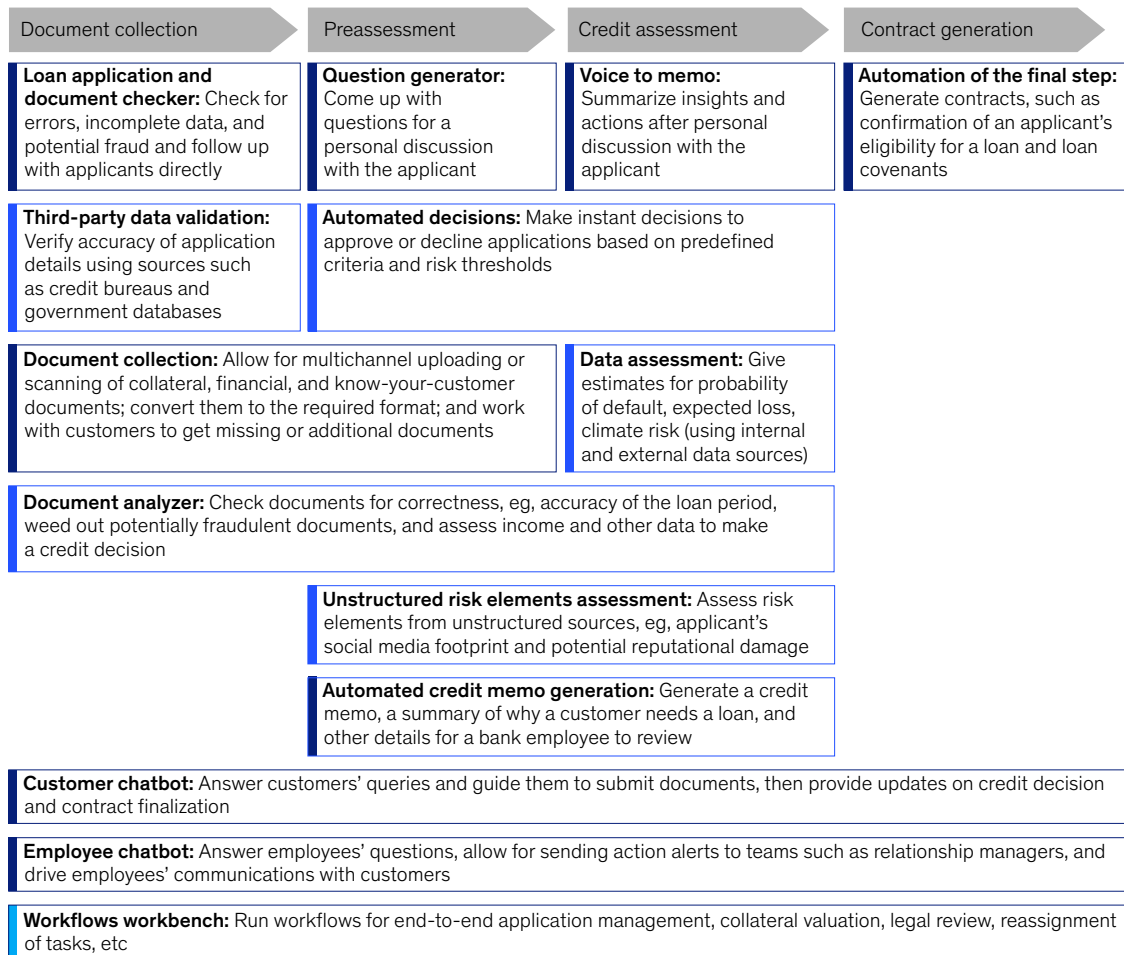 Document collection
Preassessment
Credit assessment
Contract generation
Loan application and
document checker: Check for
errors, incomplete data, and
potential fraud and follow up
with applicants directly
Question generator:
Come up with
questions for a
personal discussion
with the applicant
Voice to memo:
Summarize insights and
actions after personal
discussion with the
applicant
Automation of the final step:
Generate contracts, such as
confirmation of an applicant’s
eligibility for a loan and loan
covenants
Third-party data validation:
Verify accuracy of application
details using sources such
as credit bureaus and
government databases
Automated decisions: Make instant decisions to
approve or decline applications based on predefined
criteria and risk thresholds
Document collection: Allow for multichannel uploading or
scanning of collateral, financial, and know-your-customer
documents; convert them to the required format; and work
with customers to get missing or additional documents
Data assessment: Give
estimates for probability
of default, expected loss,
climate risk (using internal
and external data sources)
Document analyzer: Check documents for correctness, eg, accuracy of the loan period,
weed out potentially fraudulent documents, and assess income and other data to make
a credit decision
Unstructured risk elements assessment: Assess risk
elements from unstructured sources, eg, applicant’s
social media footprint and potential reputational damage
Automated credit memo generation: Generate a credit
memo, a summary of why a customer needs a loan, and
other details for a bank employee to review
Customer chatbot: Answer customers’ queries and guide them to submit documents, then provide updates on credit decision
and contract finalization
Employee chatbot: Answer employees’ questions, allow for sending action alerts to teams such as relationship managers, and
drive employees’ communications with customers
Workflows workbench: Run workflows for end-to-end application management, collateral valuation, legal review, reassignment
of tasks, etc